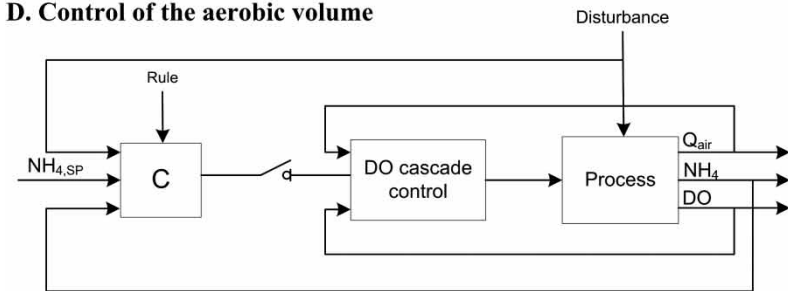 D. Control of the aerobic volume
Disturbance
Rule
NH4,SP
C
DO cascade
control
Process
Qair
NH4
DO